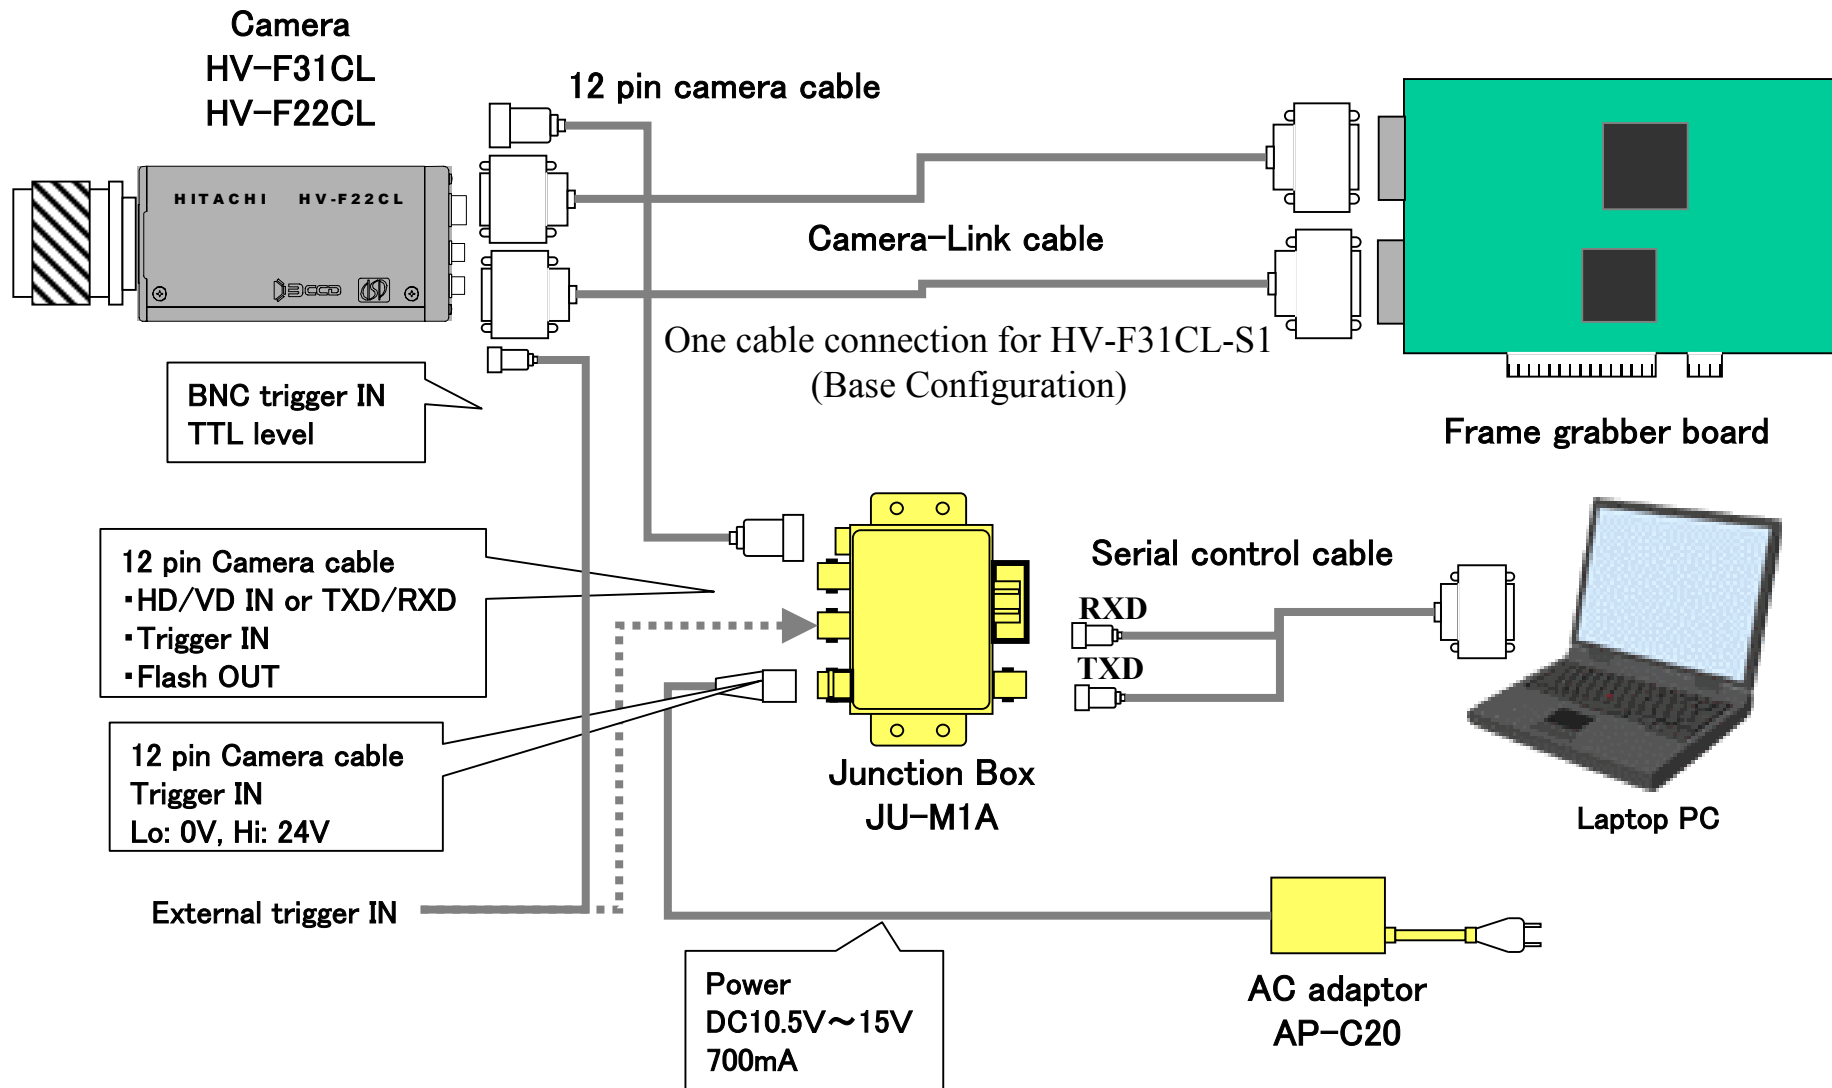 Camera
HV-F31CL
HV-F22CL
12 pin camera cable
HITACHI HV-F22CL
3CCD
DSP
Camera-Link cable
One cable connection for HV-F31CL-S1
(Base Configuration)
BNC trigger IN
TTL level
Frame grabber board
12 pin Camera cable
・HD/VD IN or TXD/RXD
・Trigger IN
・Flash OUT
Serial control cable
RXD
TXD
12 pin Camera cable
Trigger IN
Lo: 0V, Hi: 24V
Junction Box
JU-M1A
Laptop PC
External trigger IN
Power
DC10.5V～15V
700mA
AC adaptor
AP-C20